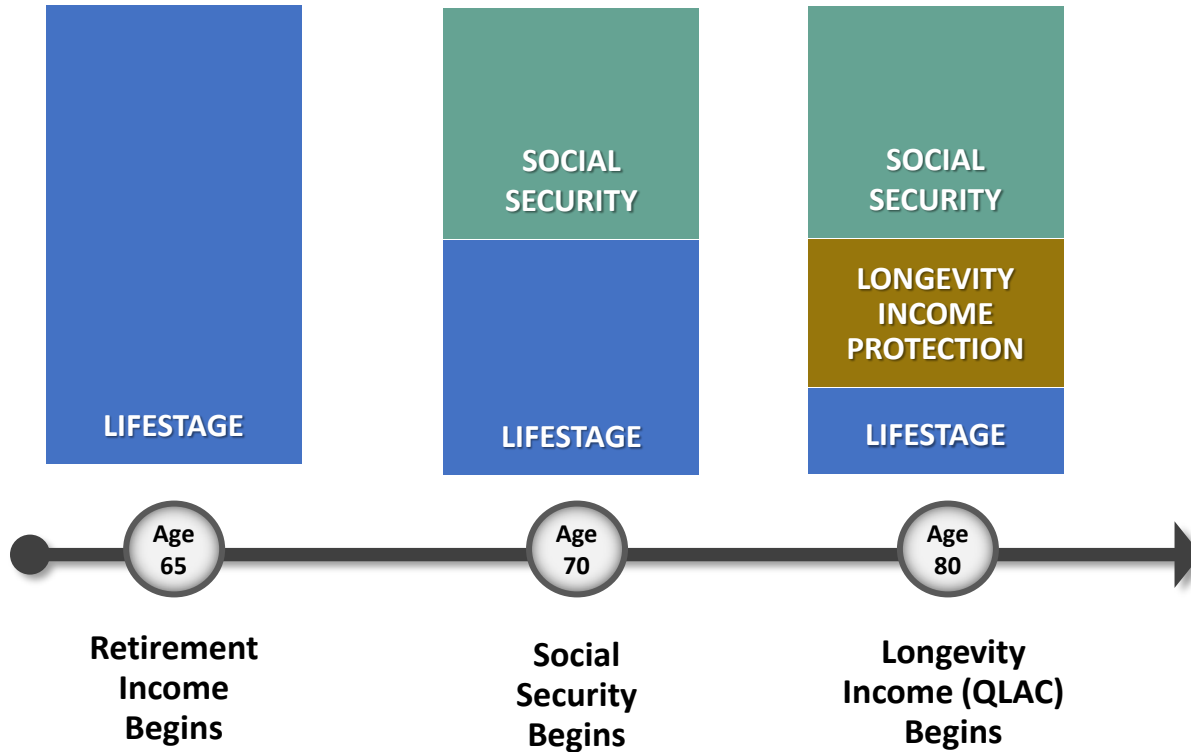 SOCIAL
SECURITY
LIFESTAGE
LIFESTAGE
SOCIAL
SECURITY
LONGEVITY
INCOME
PROTECTION
LIFESTAGE
Age
65
Age
70
Age
80
Retirement
Income
Begins
Social
Security
Begins
Longevity
Income (QLAC)
Begins